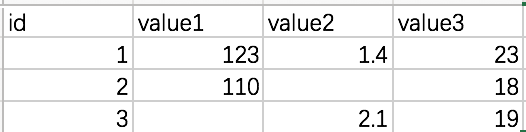 id value1 value2 value3
1 123 1.4 23
2 110 18
3 2.1 19